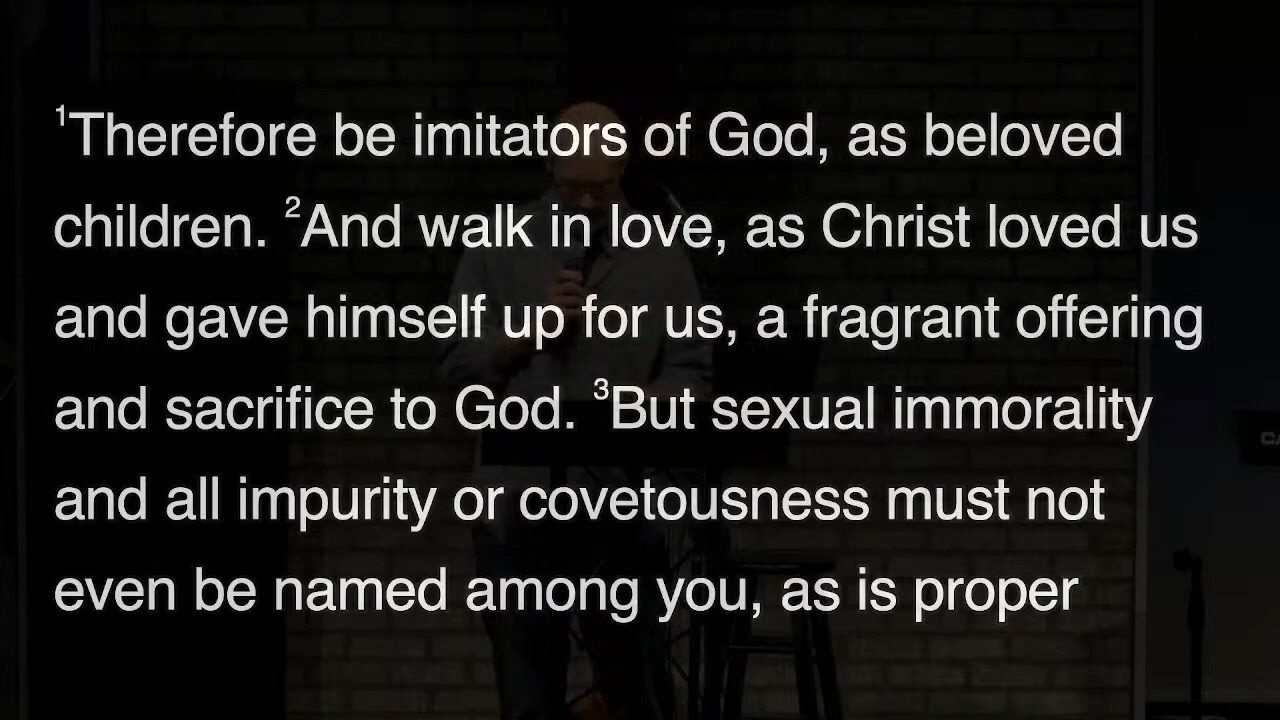 ¹Therefore be imitators of God, as beloved
children. ²And walk in love, as Christ loved us
and gave himself up for us, a fragrant offering
and sacrifice to God. ³But sexual immorality
and all impurity or covetousness must not
even be named among you, as is proper